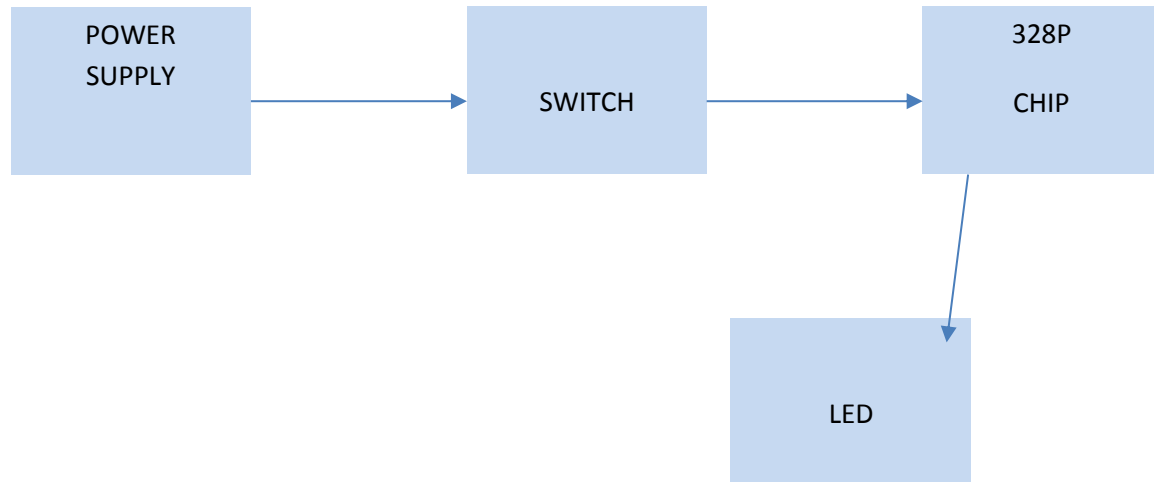 POWER
SUPPLY
SWITCH
328P
CHIP
LED